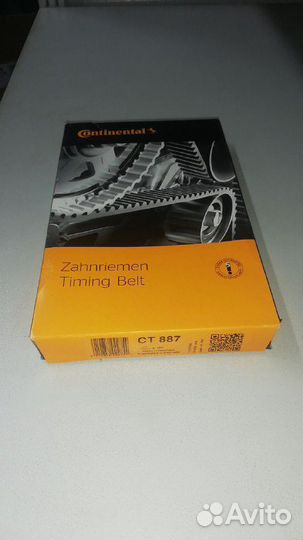 Continental
Zahnriemen
Timing Belt
CT 887
Avito